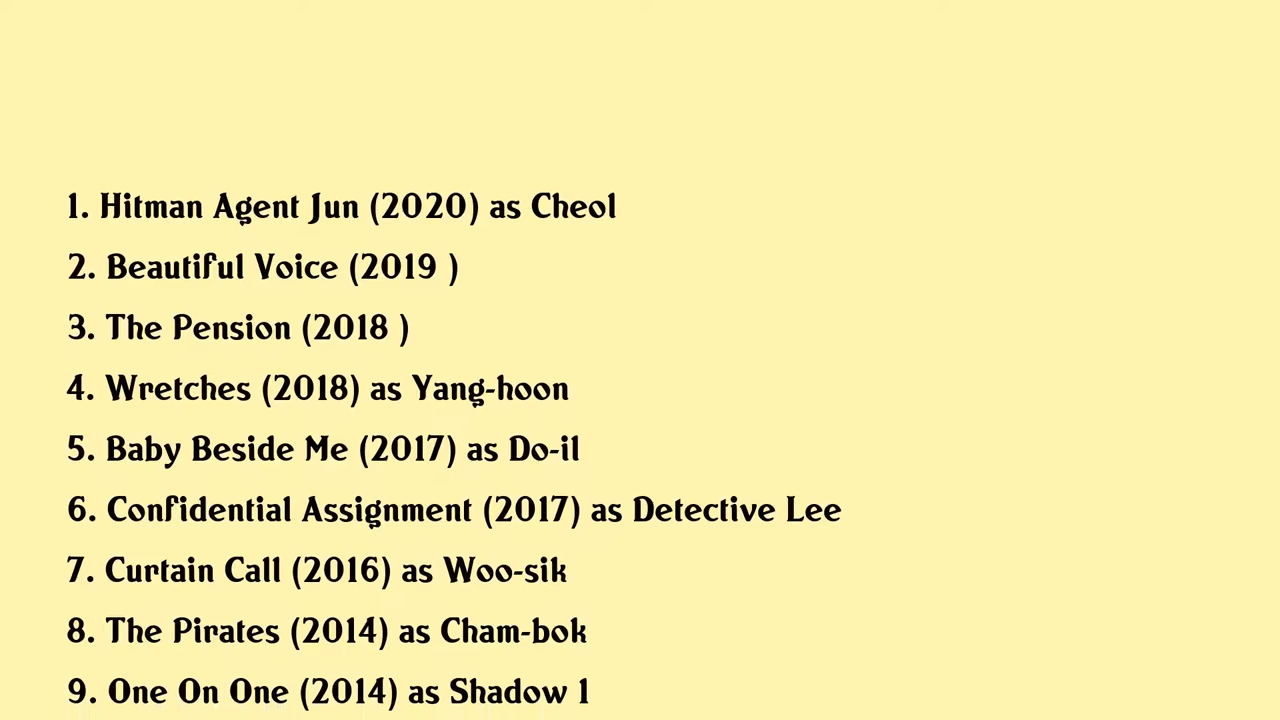 1. Hitman Agent Jun (2020) as Cheol
2. Beautiful Voice (2019 )
3. The Pension (2018 )
4. Wretches (2018) as Yang-hoon
5. Baby Beside Me (2017) as Do-il
6. Confidential Assignment (2017) as Detective Lee
7. Curtain Call (2016) as Woo-sik
8. The Pirates (2014) as Cham-bok
9. One On One (2014) as Shadow 1